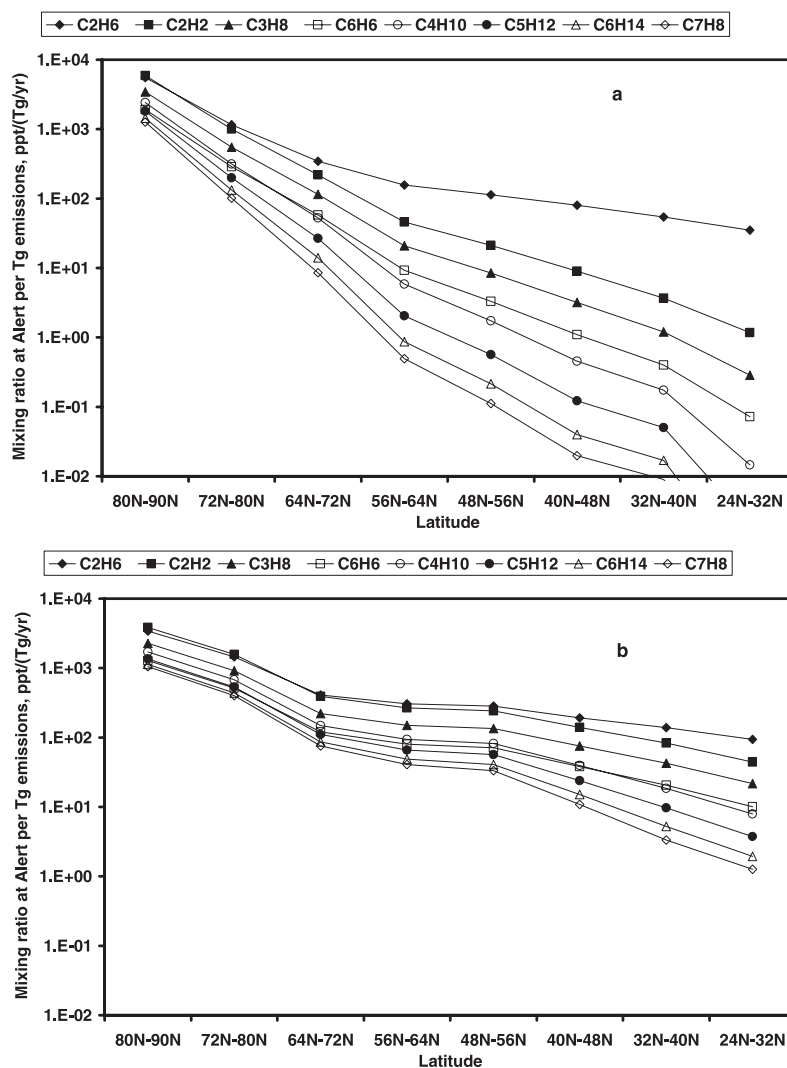 C2H6 C2H2 C3H8 C6H6 C4H10 C5H12 C6H14 C7H8
a
Mixing ratio at Alert per Tg emissions, ppt/(Tg/yr)
1.E+04
1.E+03
1.E+02
1.E+01
1.E+00
1.E-01
1.E-02
80N-90N 72N-80N 64N-72N 56N-64N 48N-56N 40N-48N 32N-40N 24N-32N
Latitude
C2H6 C2H2 C3H8 C6H6 C4H10 C5H12 C6H14 C7H8
b
Mixing ratio at Alert per Tg emissions, ppt/(Tg/yr)
1.E+04
1.E+03
1.E+02
1.E+01
1.E+00
1.E-01
1.E-02
80N-90N 72N-80N 64N-72N 56N-64N 48N-56N 40N-48N 32N-40N 24N-32N
Latitude